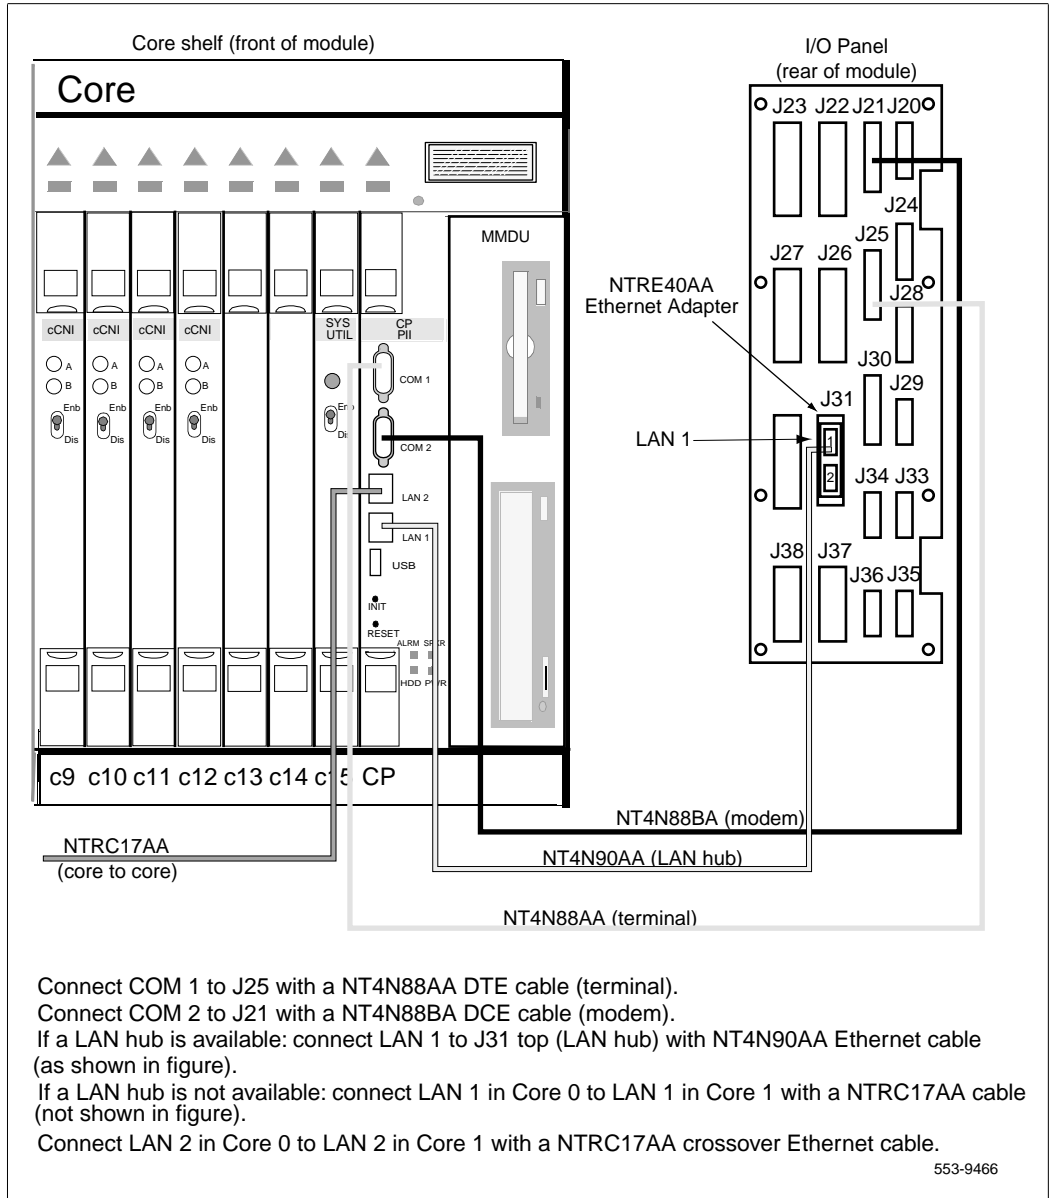 Core shelf (front of module)
I/O Panel
(rear of module)
Core
J23 J22 J21 J20
J24
MMDU
J25
J27 J26
NTRE40AA
Ethernet Adapter
J28
cCNI cCNI cCNI cCNI
SYS
UTIL
CP
PII
A A A A
B B B B
COM 1
J30
J29
J31
Enb Enb Enb Enb Enb
Dis Dis Dis Dis Dis
LAN 1
1
COM 2
2
J34 J33
LAN 2
LAN 1
J38 J37
USB
J36 J35
INIT
RESET
ALRM SPKR
HDD PWR
c9 c10 c11 c12 c13 c14 c15 CP
NT4N88BA (modem)
NTRC17AA
(core to core)
NT4N90AA (LAN hub)
NT4N88AA (terminal)
Connect COM 1 to J25 with a NT4N88AA DTE cable (terminal).
Connect COM 2 to J21 with a NT4N88BA DCE cable (modem).
If a LAN hub is available: connect LAN 1 to J31 top (LAN hub) with NT4N90AA Ethernet cable
(as shown in figure).
If a LAN hub is not available: connect LAN 1 in Core 0 to LAN 1 in Core 1 with a NTRC17AA cable
(not shown in figure).
Connect LAN 2 in Core 0 to LAN 2 in Core 1 with a NTRC17AA crossover Ethernet cable.
553-9466